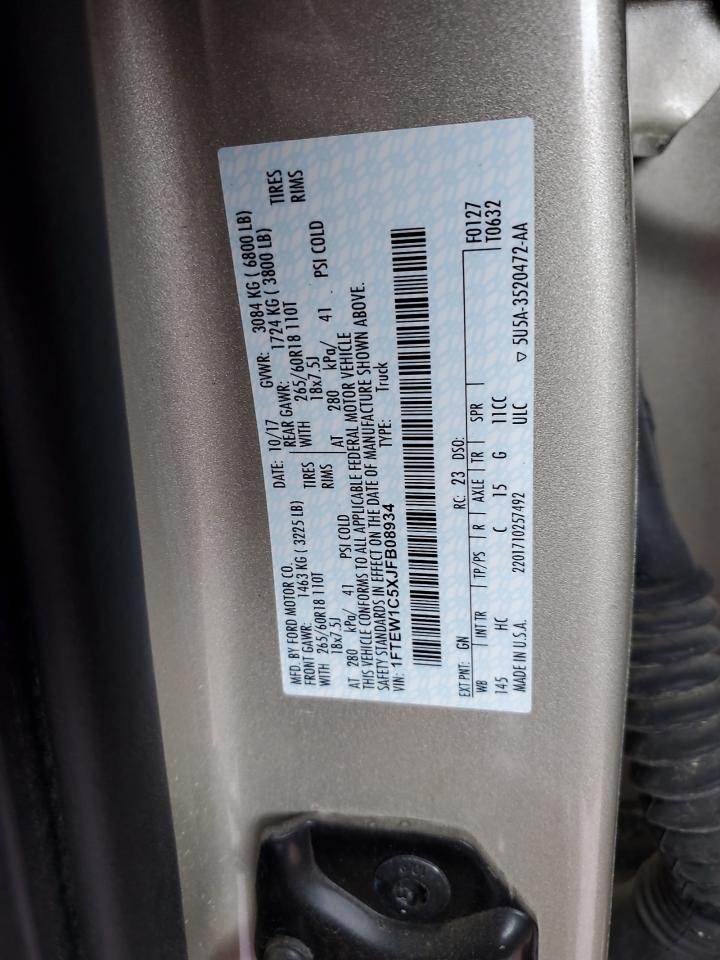 MFD. BY FORD MOTOR CO. DATE: 10/17 GVWR: 3084 KG ( 6800 LB)
FRONT GAWR: 1463 KG ( 3225 LB) REAR GAWR: 1724 KG ( 3800 LB)
WITH 265/60R18 110T TIRES WITH 265/60R18 110T TIRES
18x7.5J RIMS 18x7.5J RIMS
AT 280 kPa/ 41 PSI COLD AT 280 kPa/ 41 PSI COLD
THIS VEHICLE CONFORMS TO ALL APPLICABLE FEDERAL MOTOR VEHICLE
SAFETY STANDARDS IN EFFECT ON THE DATE OF MANUFACTURE SHOWN ABOVE.
VIN: 1FTEW1C5XJFB08934 TYPE: Truck
EXT PNT: GN RC: 23 DSO: F0127
WB INT TR TP/PS R AXLE TR SPR T0632
145 HC C 15 G 11CC
MADE IN U.S.A. 2201710257492 ULC ▽ 5U5A-3520472-AA